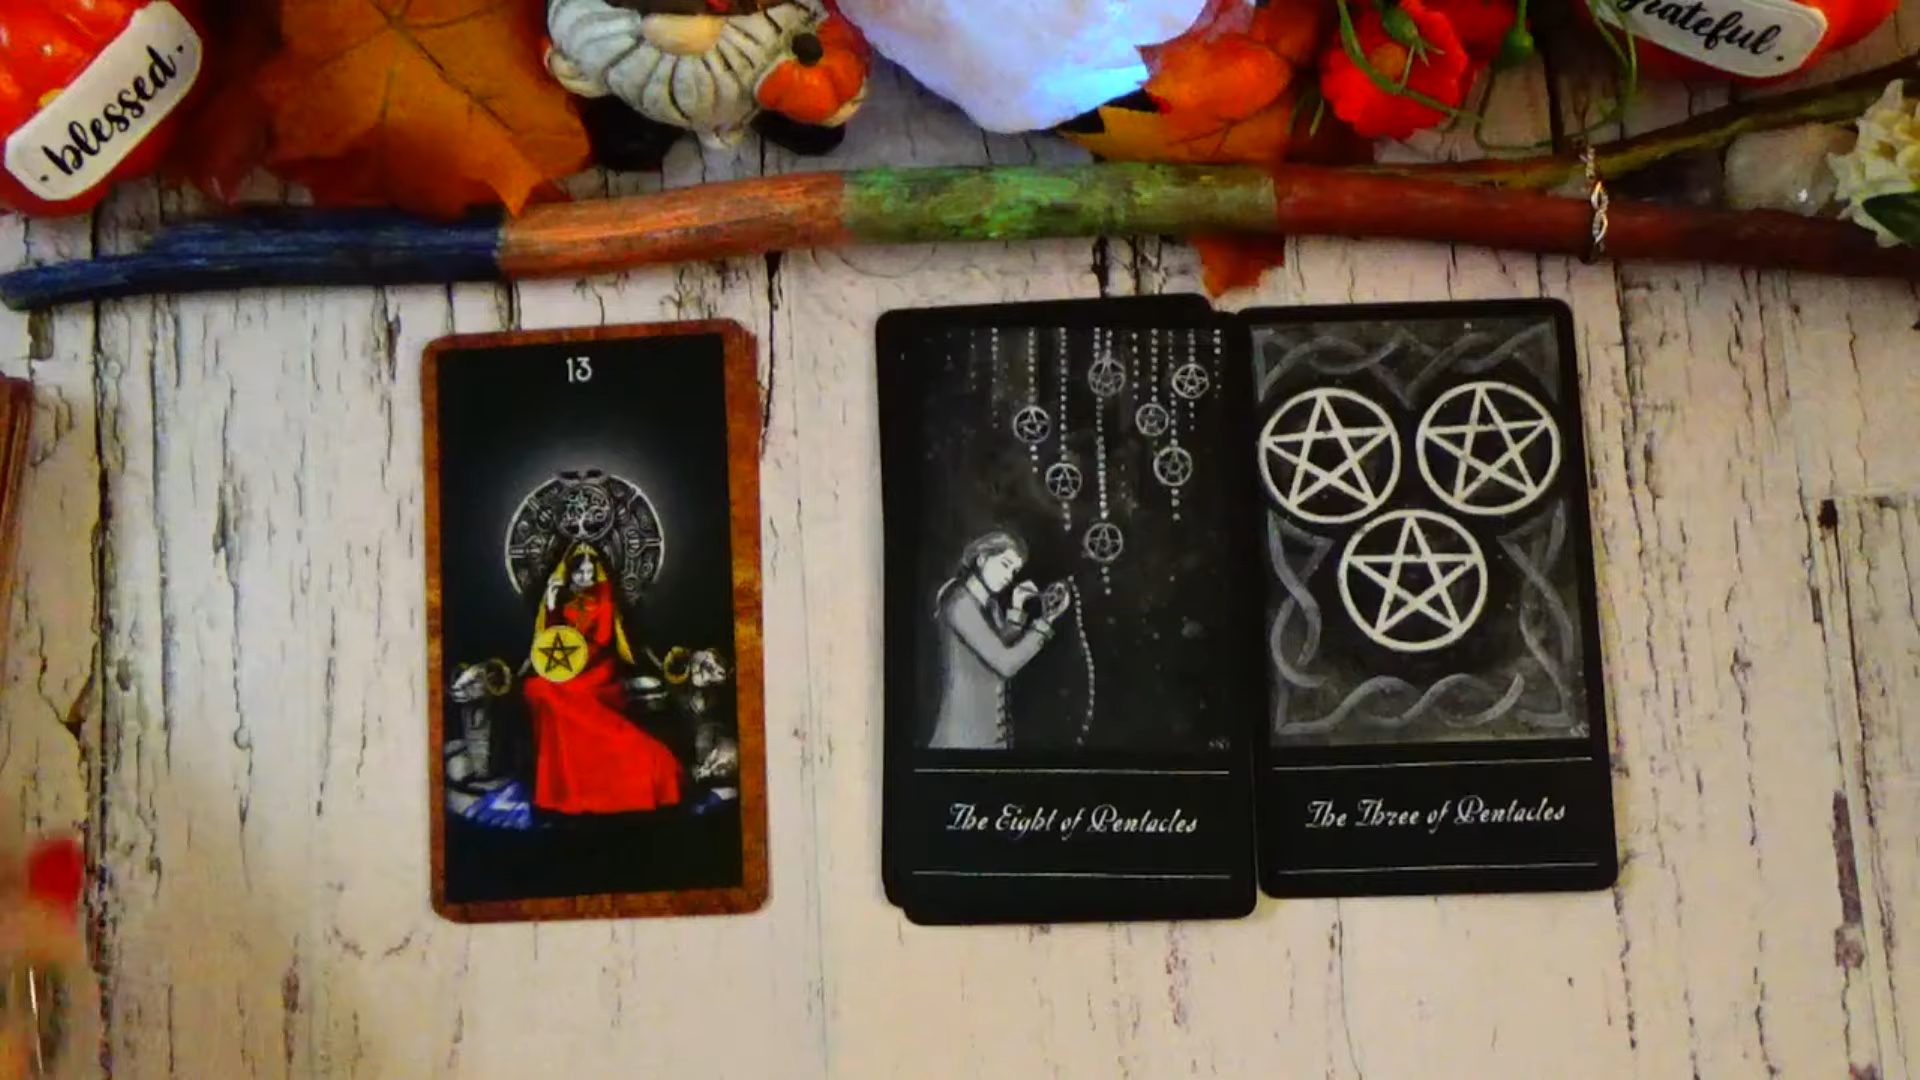 · blessed ·
grateful ·
13
The Eight of Pentacles
The Three of Pentacles